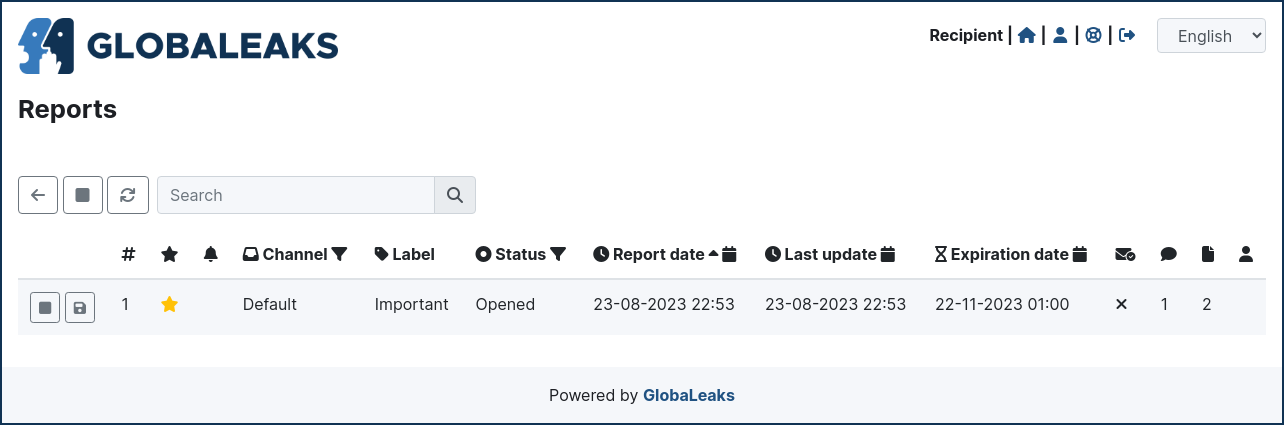 GLOBALEAKS
Recipient | | | | English
Reports
Search
# Channel Label Status Report date Last update Expiration date
1 Default Important Opened 23-08-2023 22:53 23-08-2023 22:53 22-11-2023 01:00 1 2
Powered by GlobaLeaks